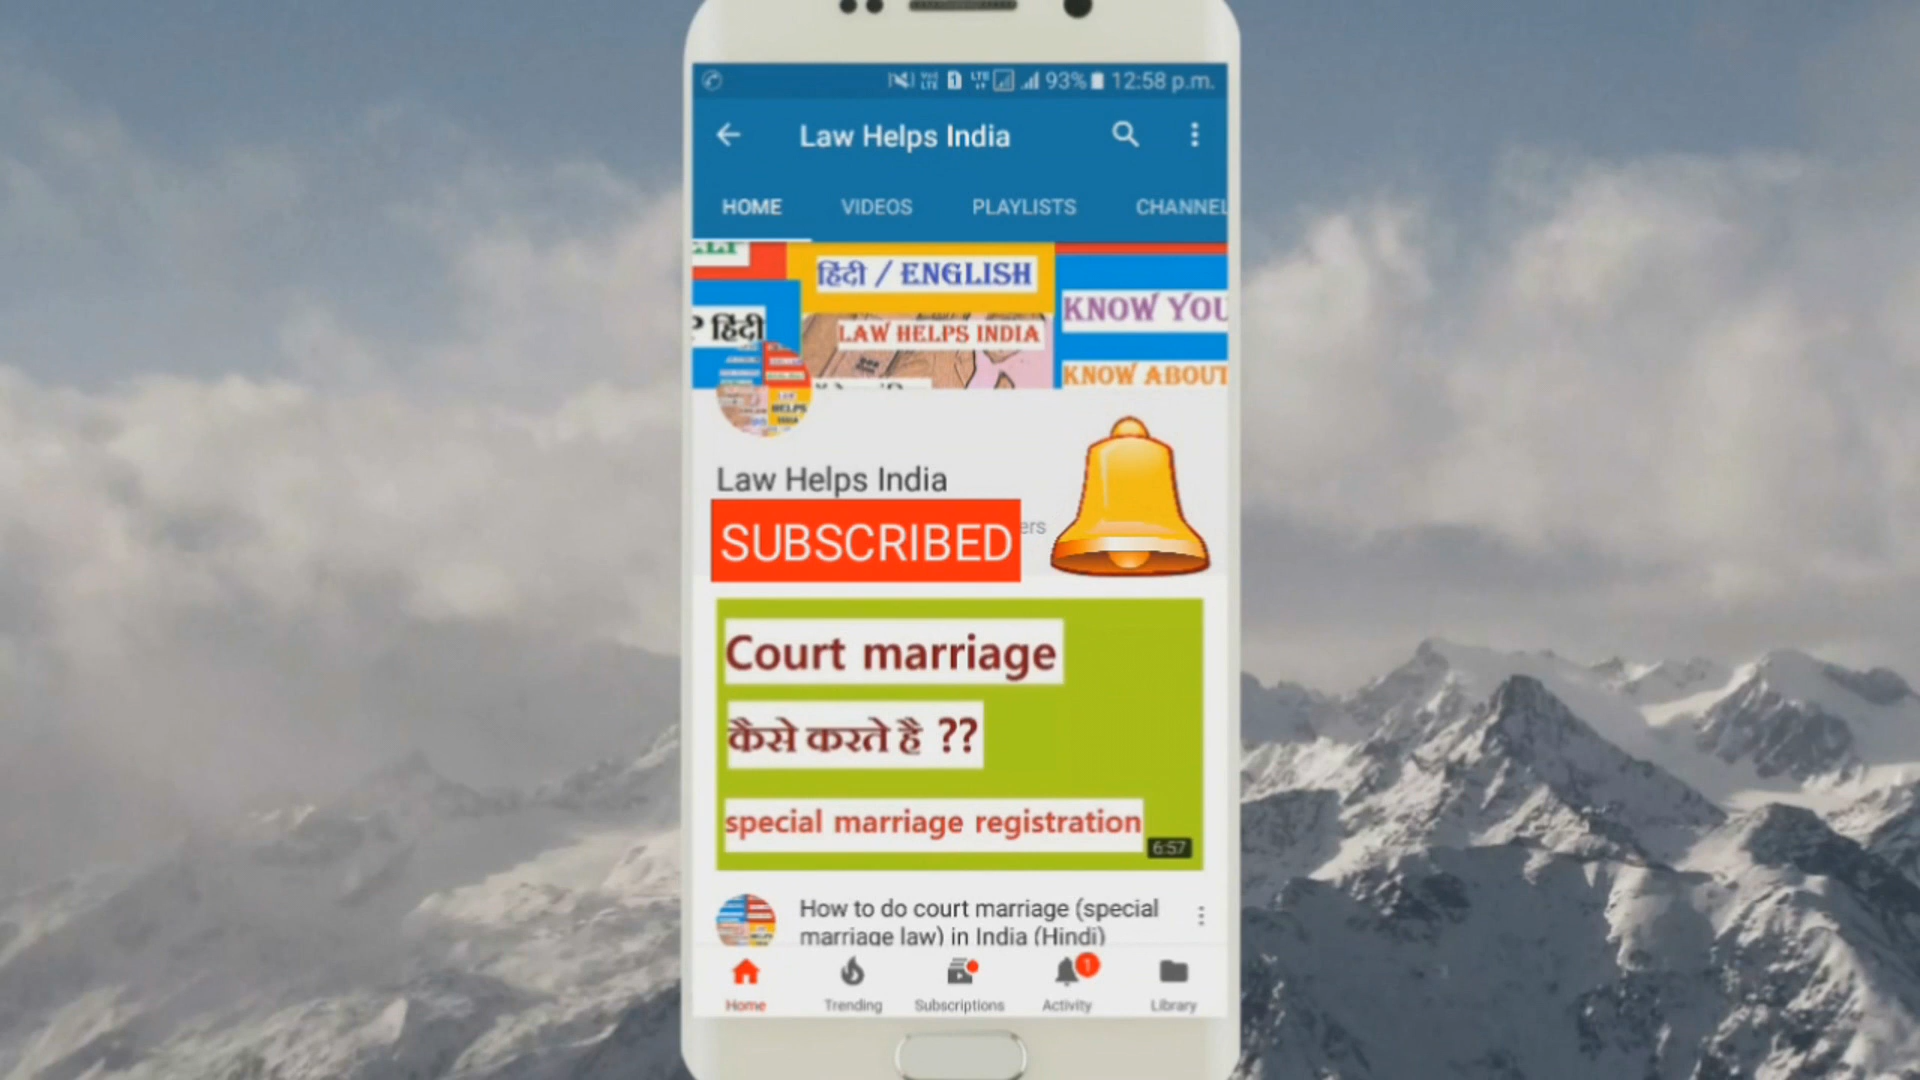 93% 12:58 p.m.
Law Helps India
HOME VIDEOS PLAYLISTS CHANNEL
हिंदी / ENGLISH
KNOW YOU
हिंदी
LAW HELPS INDIA
KNOW ABOUT
Law Helps India
SUBSCRIBED
Court marriage
कैसे करते है ??
special marriage registration
6:57
How to do court marriage (special
marriage law) in India (Hindi)
1
Home Trending Subscriptions Activity Library